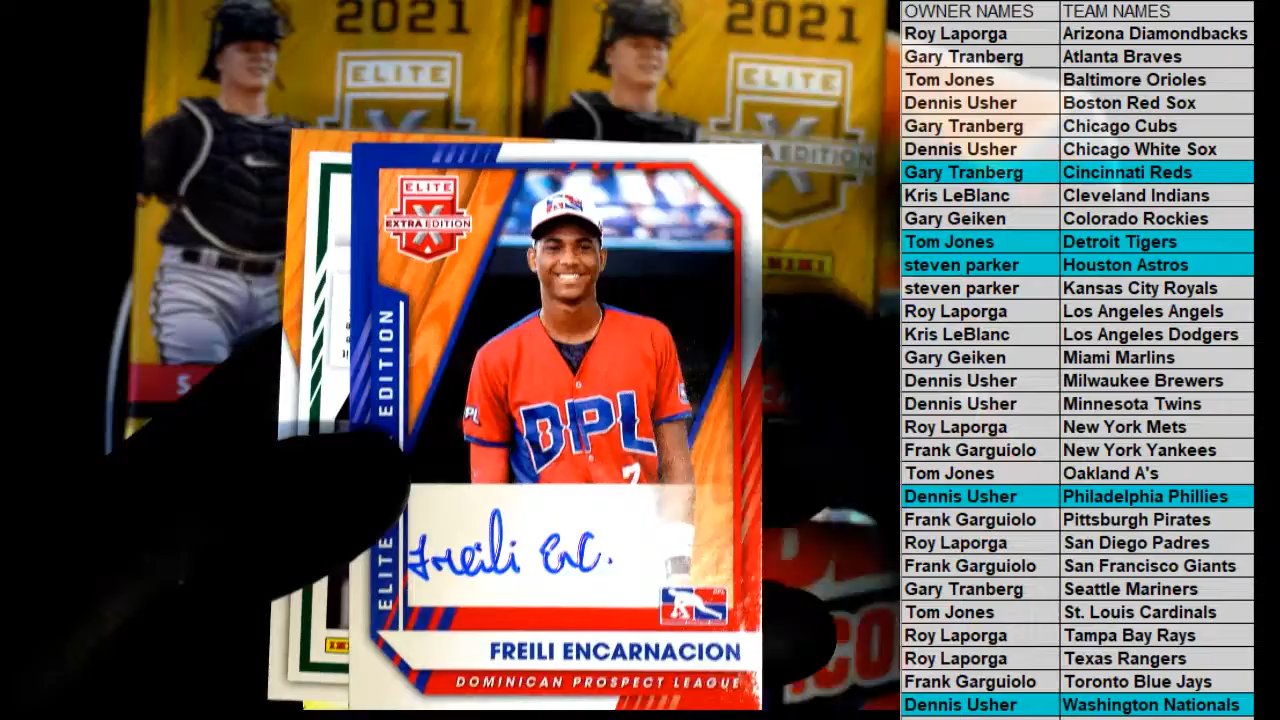 2021
ELITE
X
EXTRA EDITION
2021
ELITE
X
EXTRA EDITION
ELITE
X
EXTRA EDITION
ELITE EDITION
DPL
7
DPL
Freili Enc.
FREILI ENCARNACION
DOMINICAN PROSPECT LEAGUE
OWNER NAMES TEAM NAMES
Roy Laporga Arizona Diamondbacks
Gary Tranberg Atlanta Braves
Tom Jones Baltimore Orioles
Dennis Usher Boston Red Sox
Gary Tranberg Chicago Cubs
Dennis Usher Chicago White Sox
Gary Tranberg Cincinnati Reds
Kris LeBlanc Cleveland Indians
Gary Geiken Colorado Rockies
Tom Jones Detroit Tigers
steven parker Houston Astros
steven parker Kansas City Royals
Roy Laporga Los Angeles Angels
Kris LeBlanc Los Angeles Dodgers
Gary Geiken Miami Marlins
Dennis Usher Milwaukee Brewers
Dennis Usher Minnesota Twins
Roy Laporga New York Mets
Frank Garguiolo New York Yankees
Tom Jones Oakland A's
Dennis Usher Philadelphia Phillies
Frank Garguiolo Pittsburgh Pirates
Roy Laporga San Diego Padres
Frank Garguiolo San Francisco Giants
Gary Tranberg Seattle Mariners
Tom Jones St. Louis Cardinals
Roy Laporga Tampa Bay Rays
Roy Laporga Texas Rangers
Frank Garguiolo Toronto Blue Jays
Dennis Usher Washington Nationals